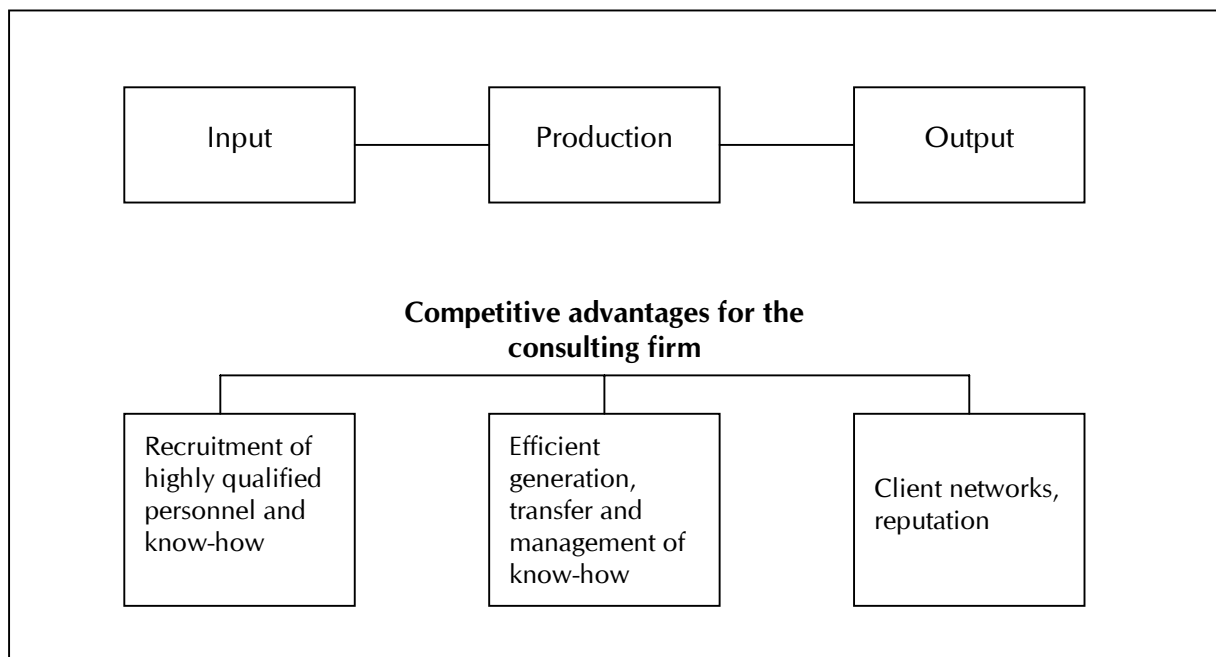 Input
Production
Output
Competitive advantages for the
consulting firm
Recruitment of
highly qualified
personnel and
know-how
Efficient
generation,
transfer and
management of
know-how
Client networks,
reputation